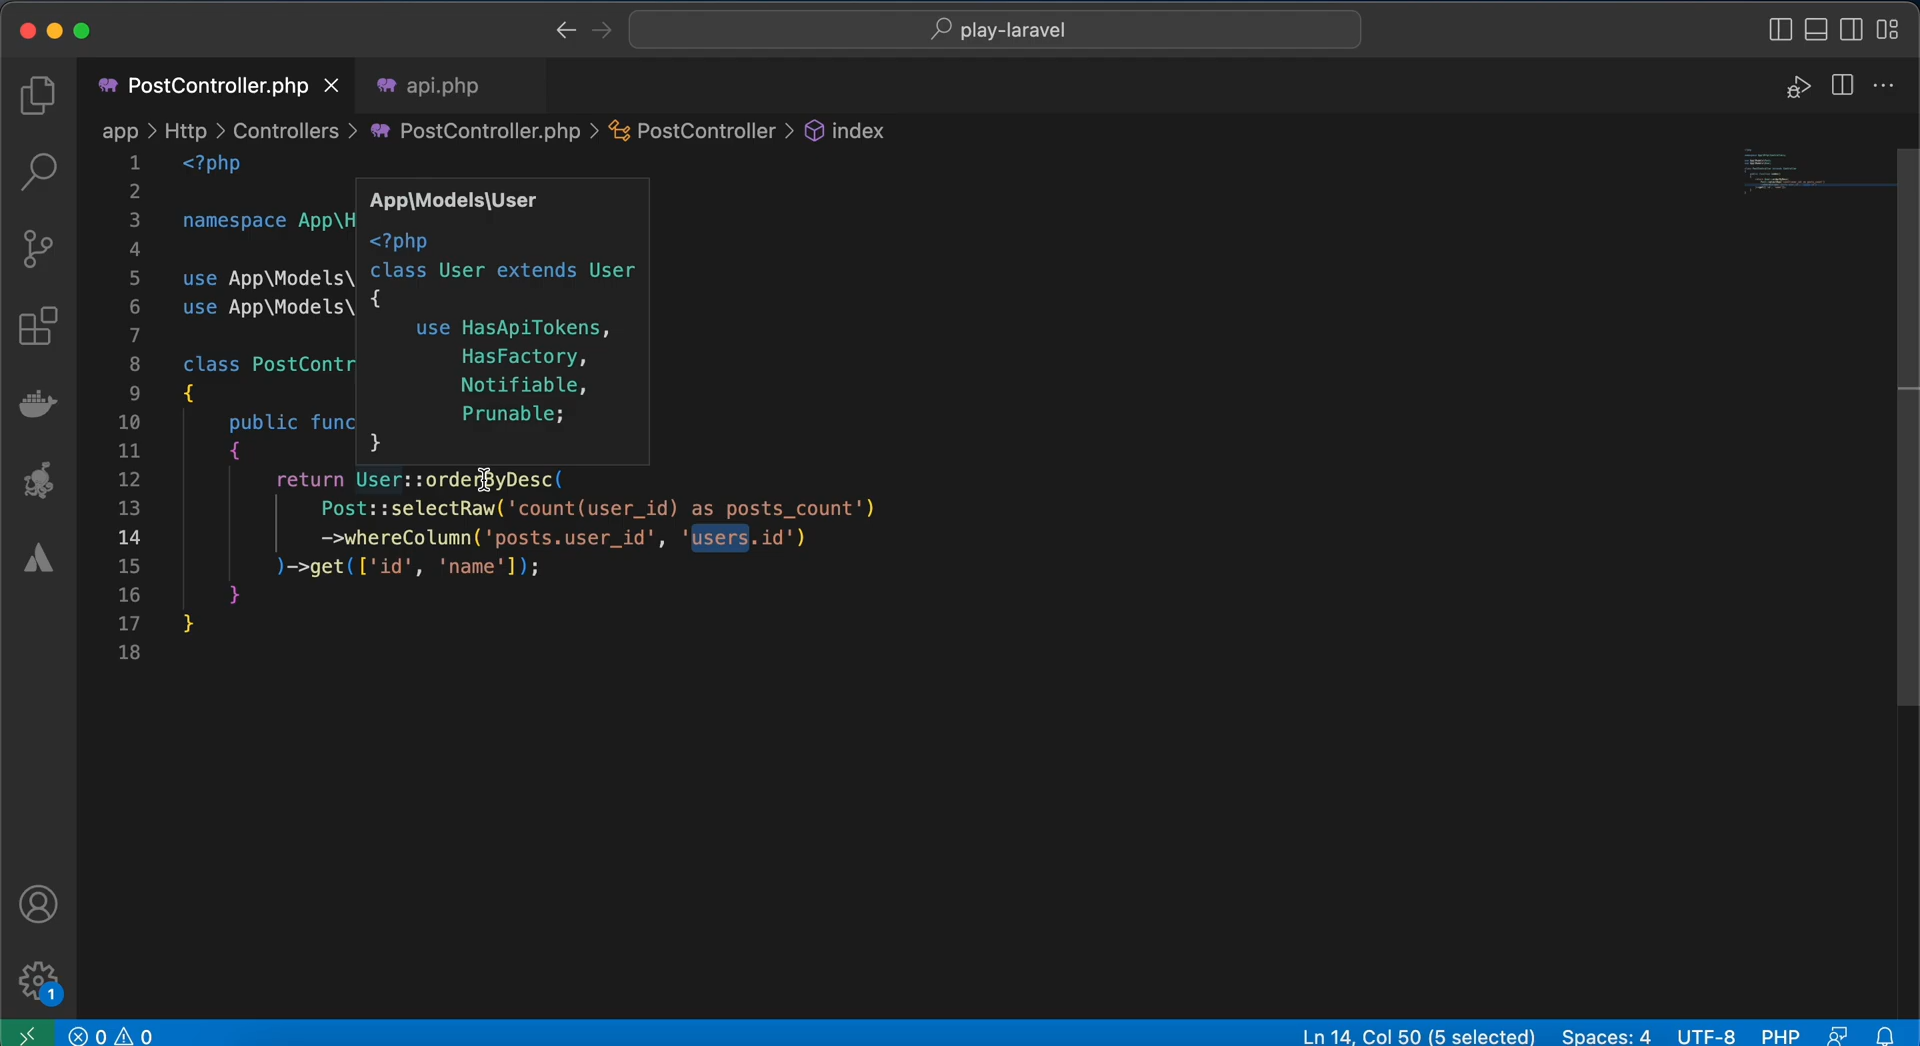 play-laravel
PostController.php
api.php
app > Http > Controllers > PostController.php > PostController > index
1 <?php
2
3 namespace App\H
4
5 use App\Models\
6 use App\Models\
7
8 class PostContr
9 {
10 public func
11 {
App\Models\User
<?php
class User extends User
{
use HasApiTokens,
HasFactory,
Notifiable,
Prunable;
}
12 return User::orderByDesc(
13 Post::selectRaw('count(user_id) as posts_count')
14 ->whereColumn('posts.user_id', 'users.id')
15 )->get(['id', 'name']);
16 }
17 }
18
1
0 0
Ln 14, Col 50 (5 selected)
Spaces: 4
UTF-8
PHP